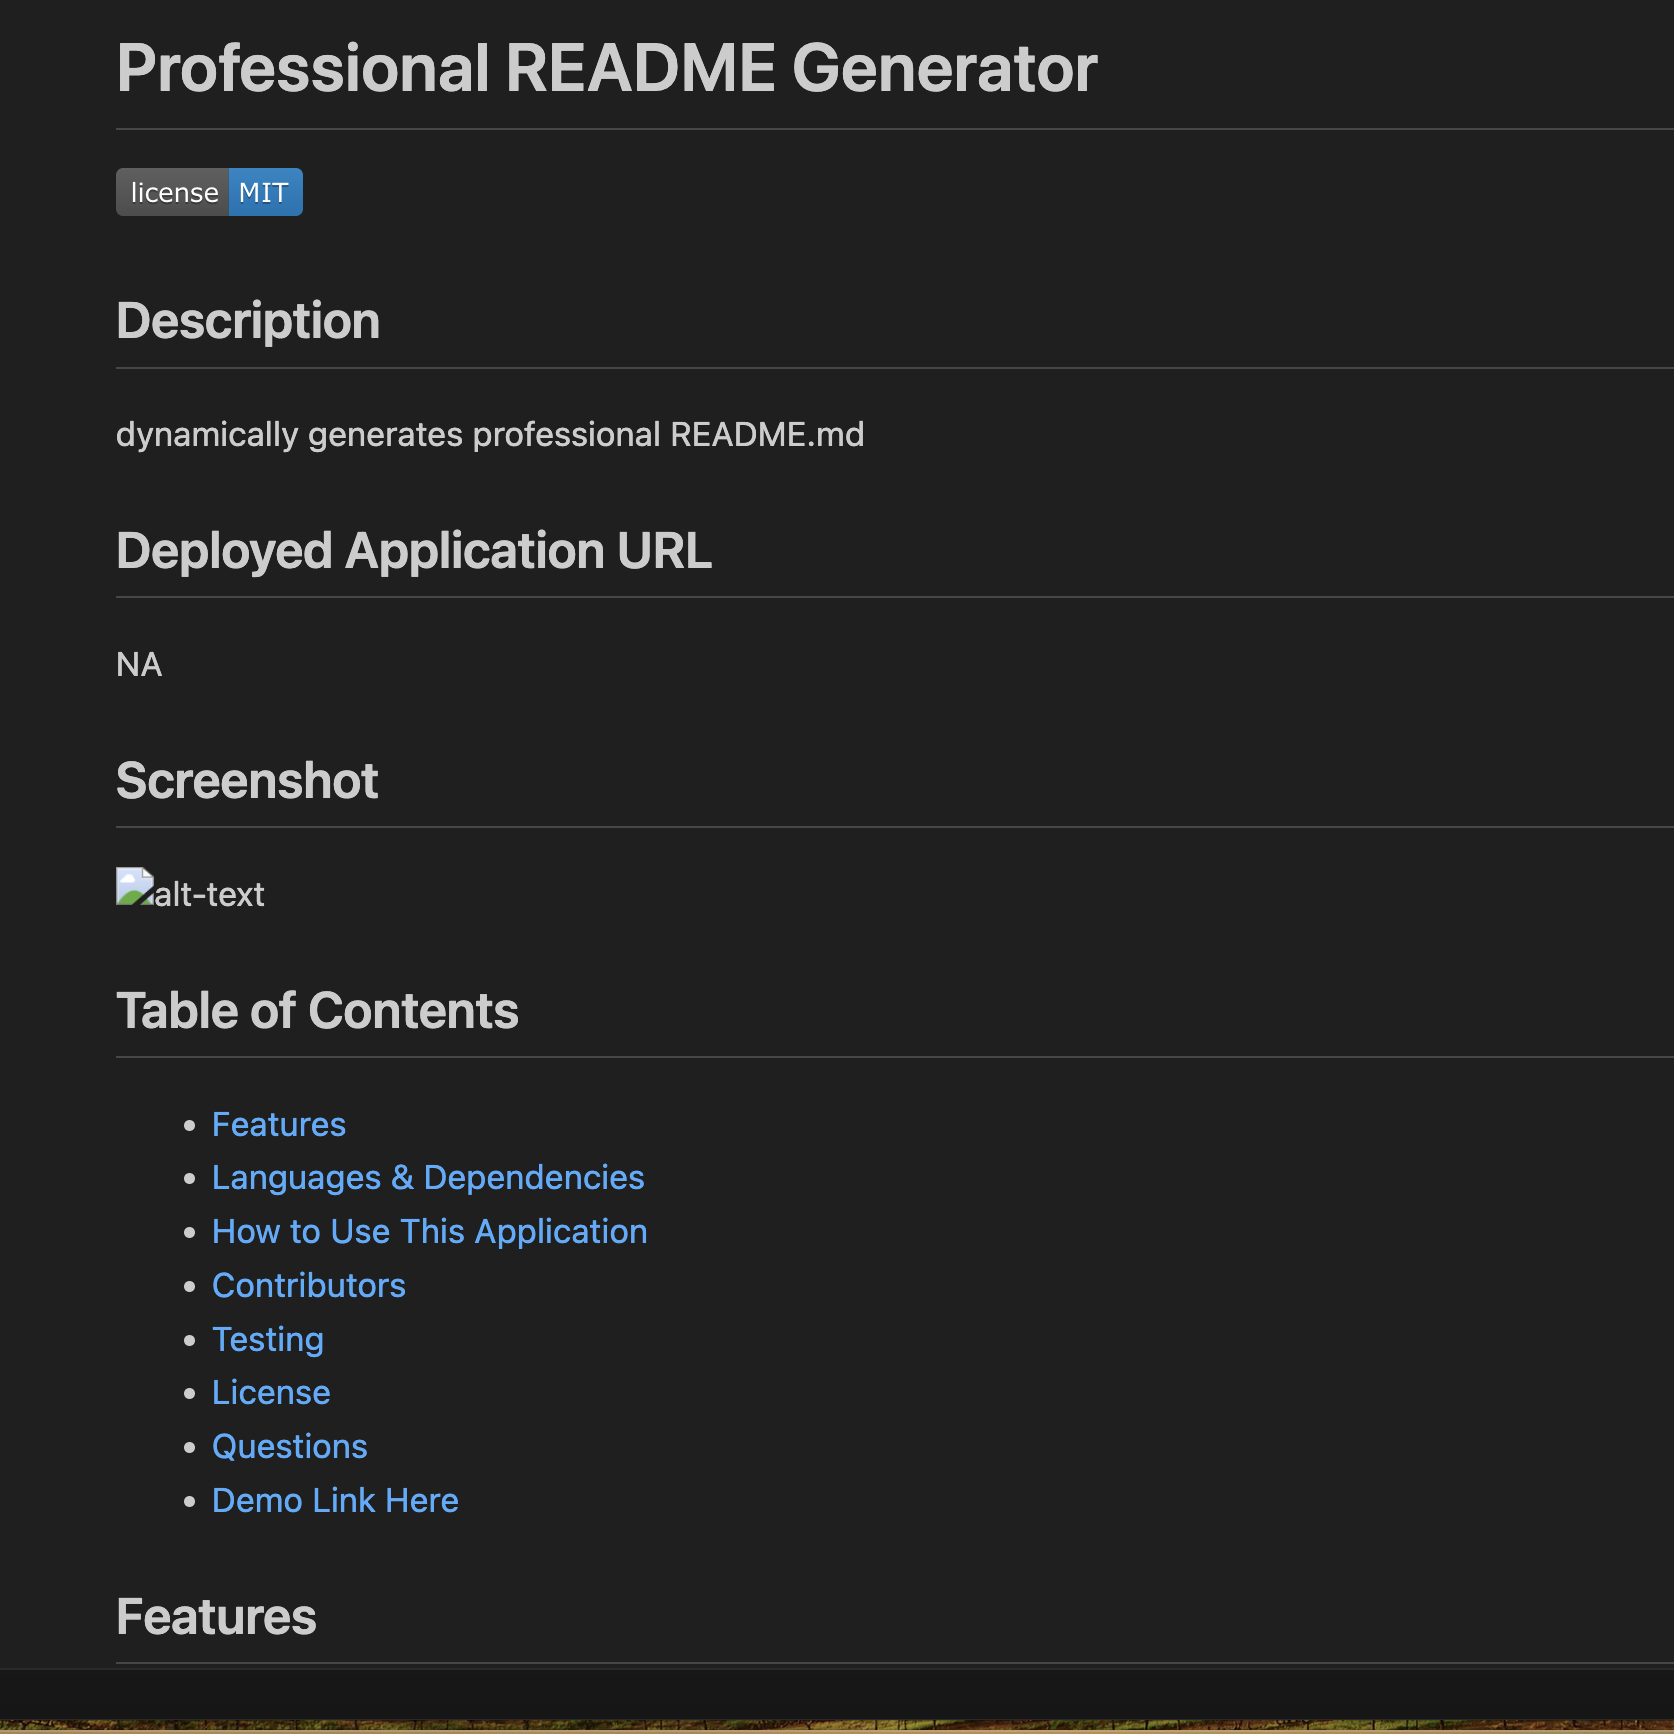 Professional README Generator
license MIT
Description
dynamically generates professional README.md
Deployed Application URL
NA
Screenshot
alt-text
Table of Contents
Features
Languages & Dependencies
How to Use This Application
Contributors
Testing
License
Questions
Demo Link Here
Features